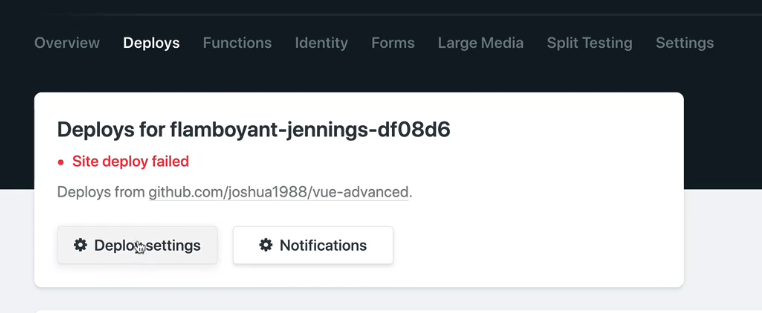 Overview Deploys Functions Identity Forms Large Media Split Testing Settings
Deploys for flamboyant-jennings-df08d6
Site deploy failed
Deploys from github.com/joshua1988/vue-advanced.
Deploy settings Notifications